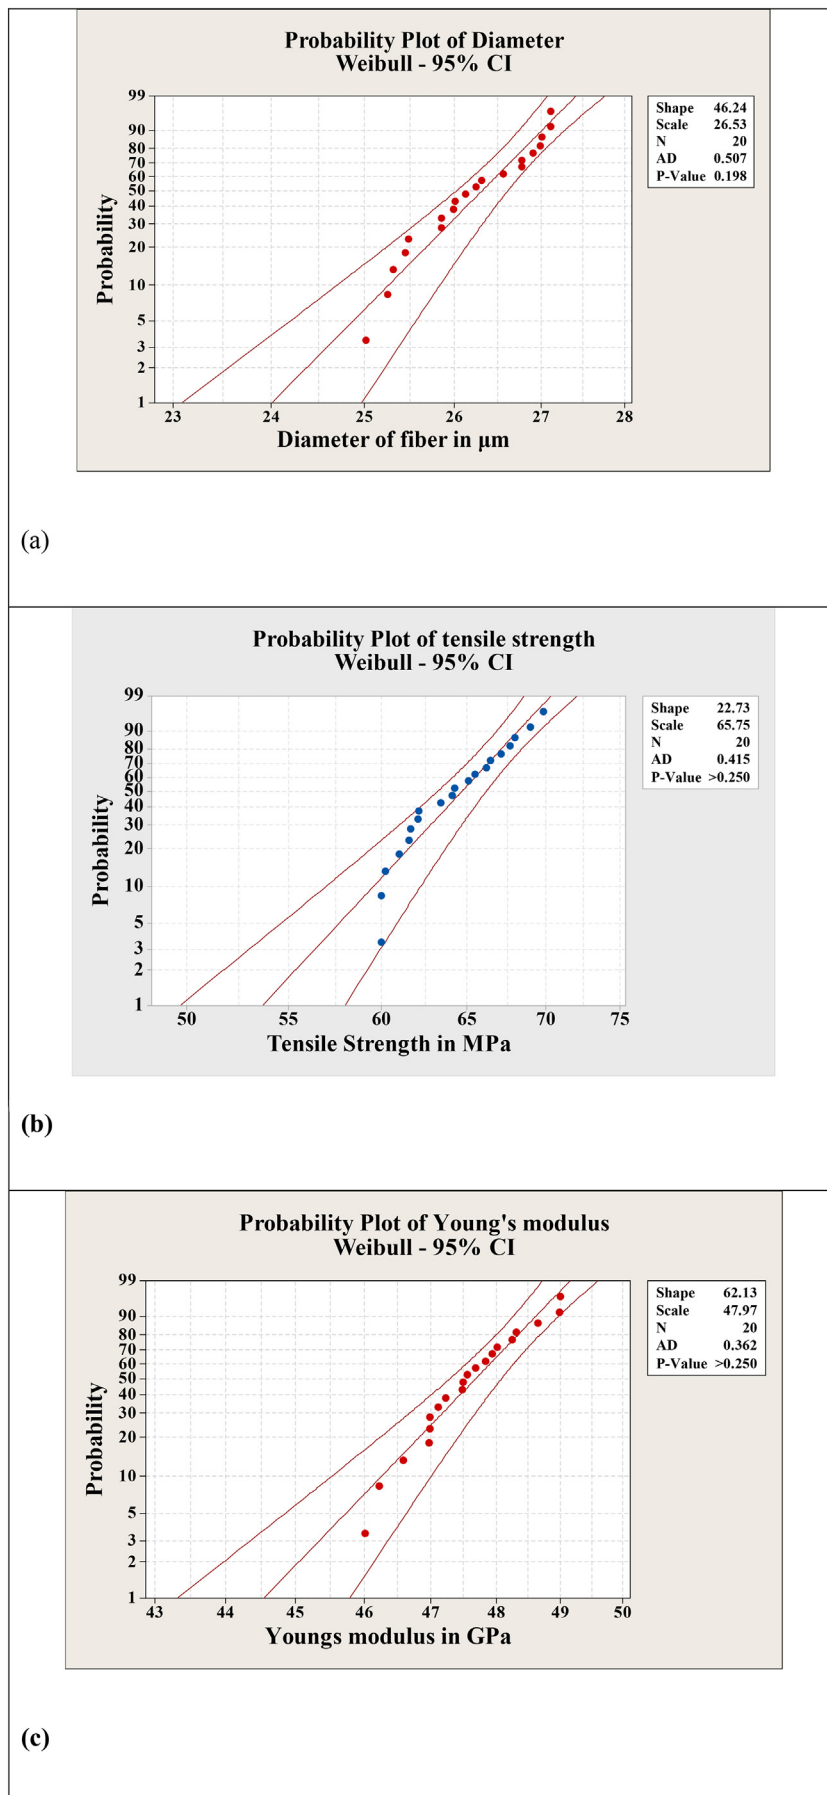 Probability Plot of Diameter
Weibull - 95% CI
Shape 46.24
Scale 26.53
N 20
AD 0.507
P-Value 0.198
99
90
80
70
60
50
40
30
20
10
5
3
2
1
Probability
23 24 25 26 27 28
Diameter of fiber in µm
(a)
Probability Plot of tensile strength
Weibull - 95% CI
Shape 22.73
Scale 65.75
N 20
AD 0.415
P-Value >0.250
99
90
80
70
60
50
40
30
20
10
5
3
2
1
Probability
50 55 60 65 70 75
Tensile Strength in MPa
(b)
Probability Plot of Young's modulus
Weibull - 95% CI
Shape 62.13
Scale 47.97
N 20
AD 0.362
P-Value >0.250
99
90
80
70
60
50
40
30
20
10
5
3
2
1
Probability
43 44 45 46 47 48 49 50
Youngs modulus in GPa
(c)